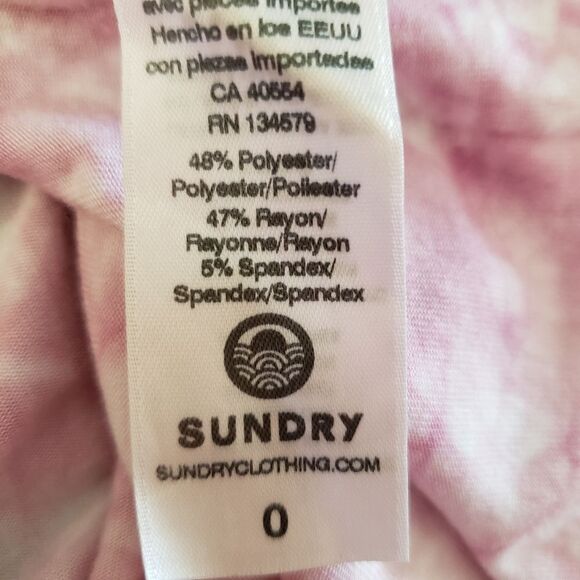 avec pieces importes
Hencho en los EEUU
con piezas importadas
CA 40554
RN 134579
48% Polyester/
Polyester/Poliester
47% Rayon/
Rayonne/Rayon
5% Spandex/
Spandex/Spandex
SUNDRY
SUNDRYCLOTHING.COM
0